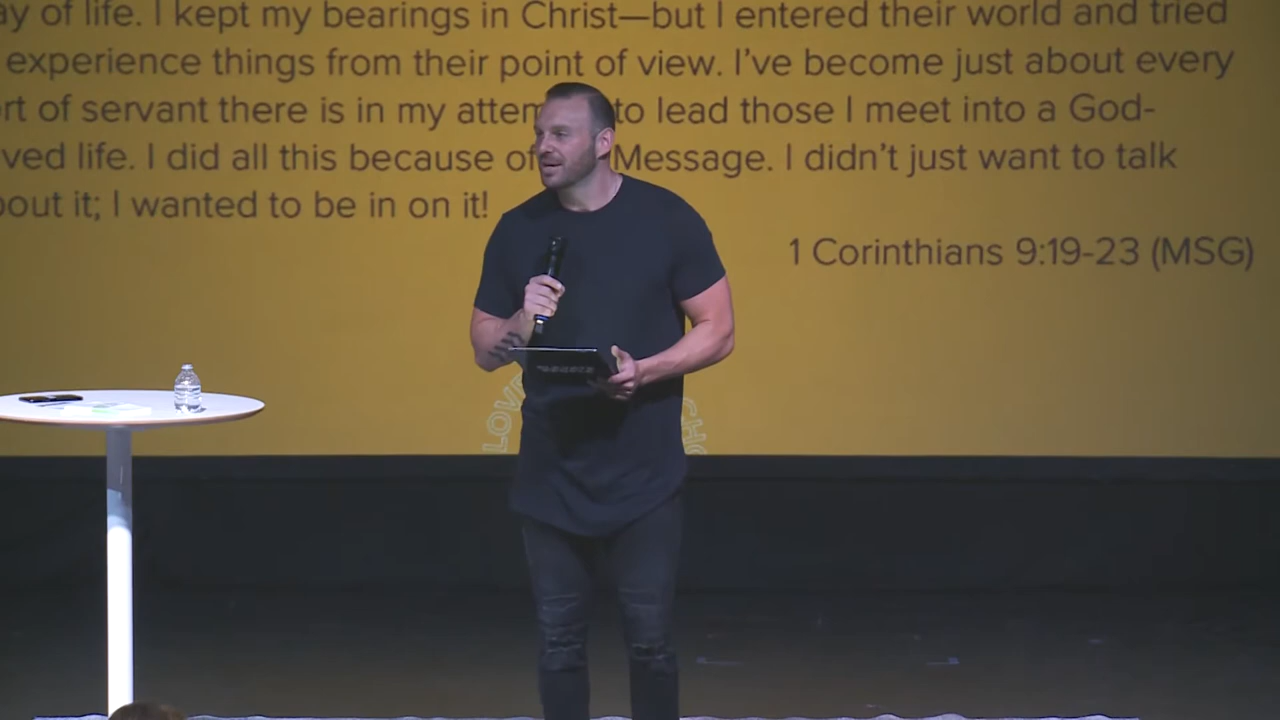 ay of life. I kept my bearings in Christ—but I entered their world and tried
experience things from their point of view. I've become just about every
rt of servant there is in my attem to lead those I meet into a God-
ved life. I did all this because of Message. I didn't just want to talk
bout it; I wanted to be in on it!
1 Corinthians 9:19-23 (MSG)
LOVE CHO